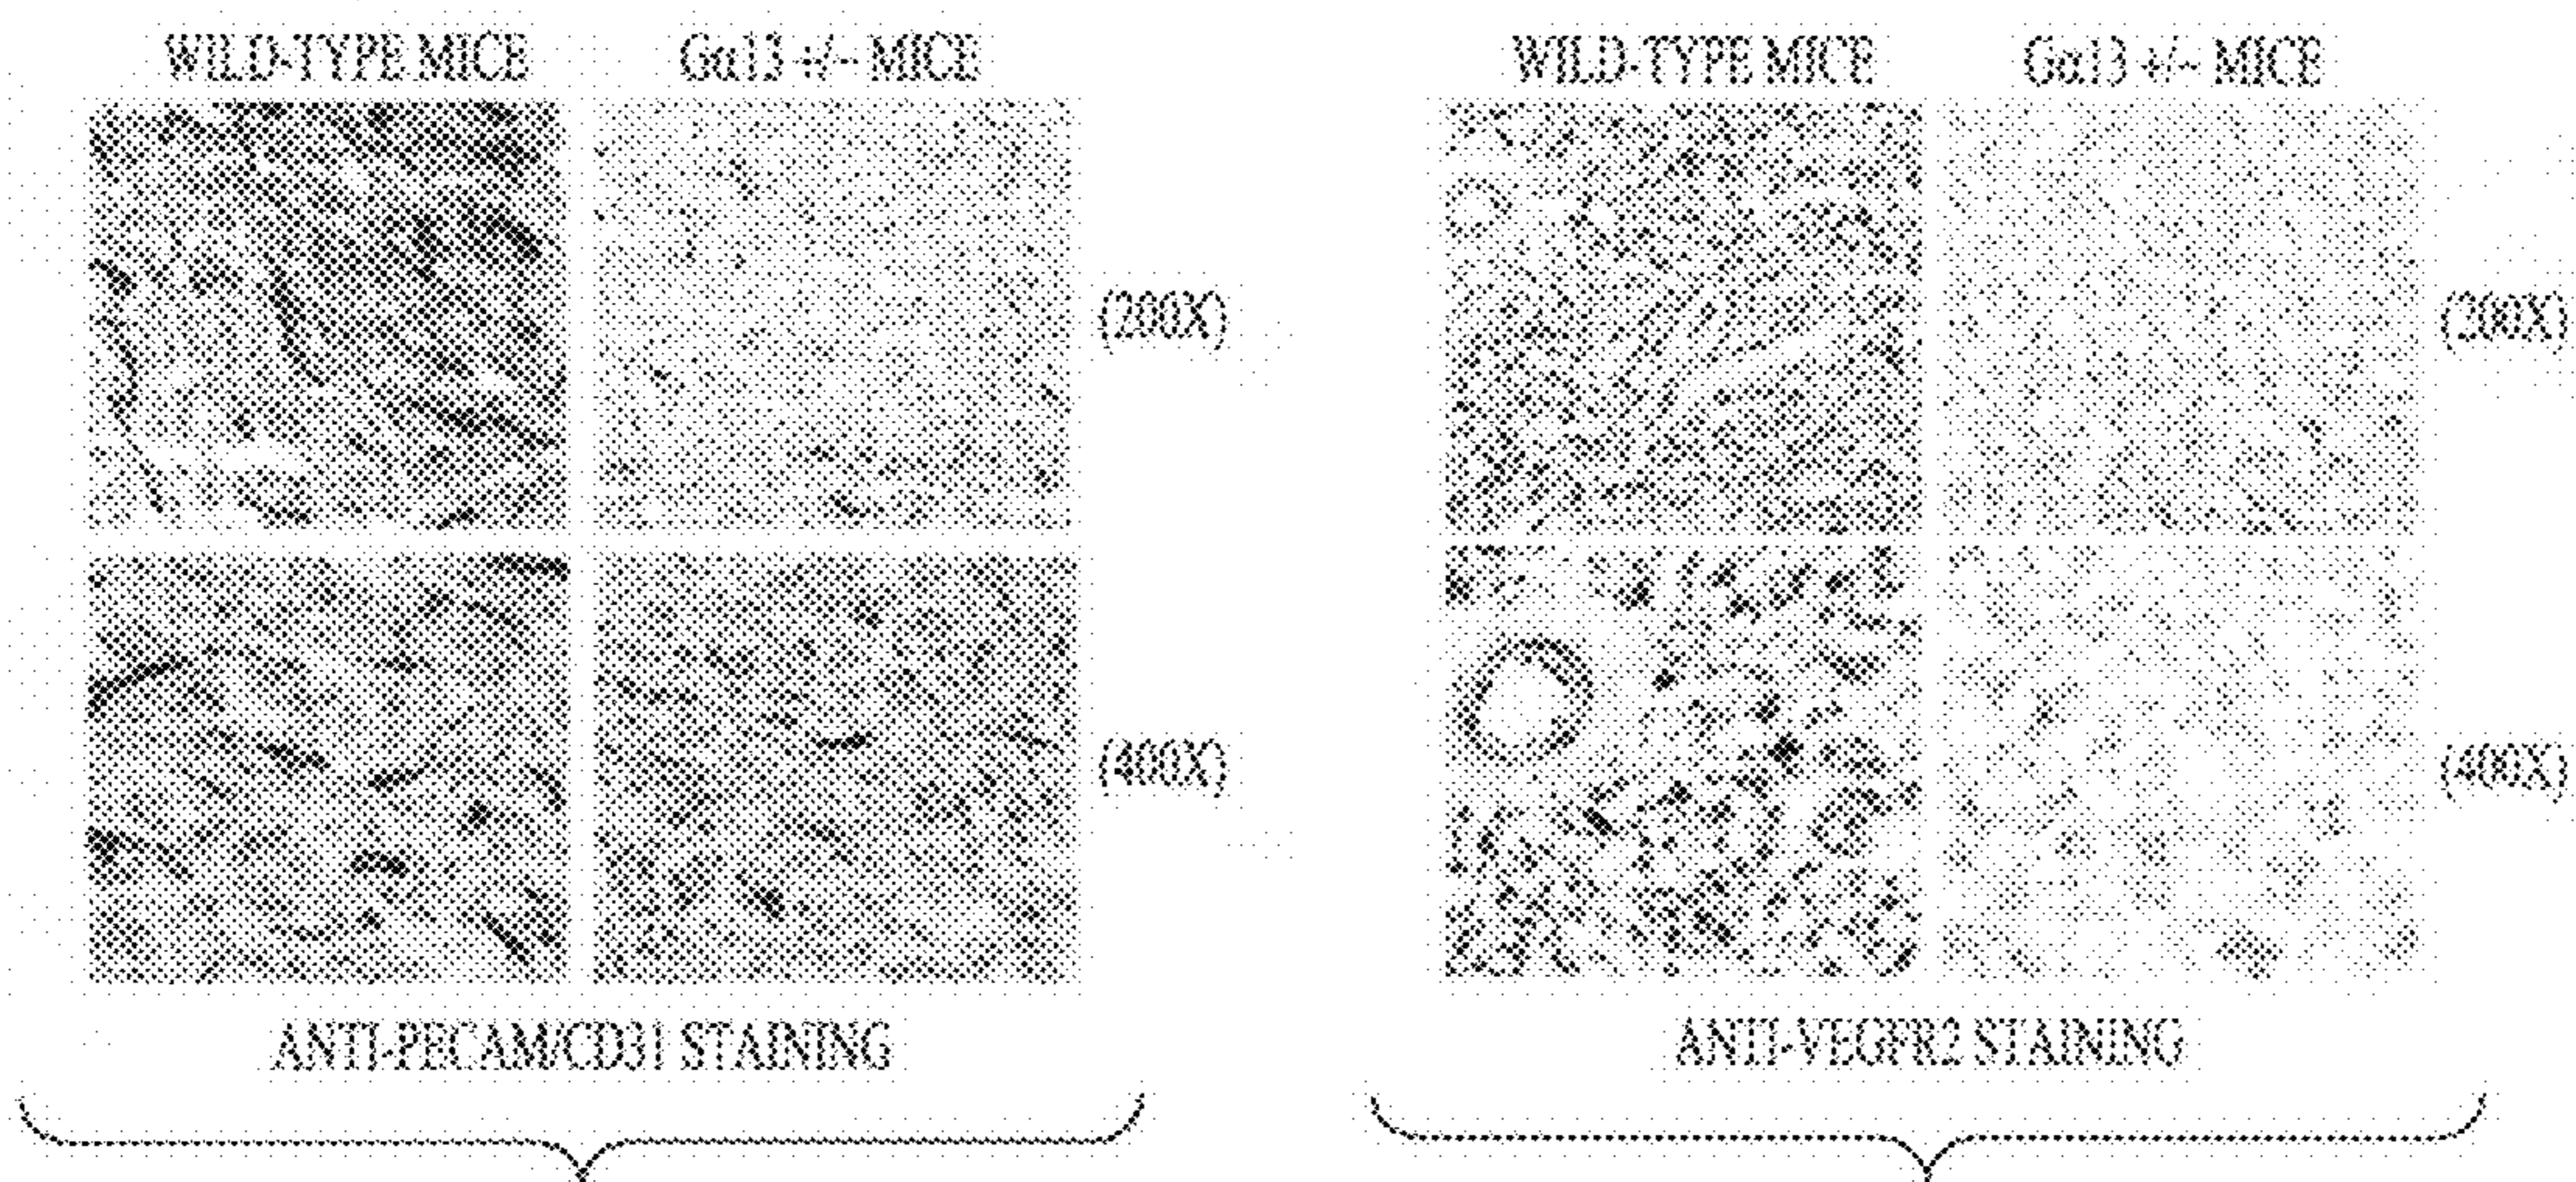 WILD-TYPE MICE
Gα13 +/- MICE
(200X)
(400X)
ANTI-PECAM/CD31 STAINING
WILD-TYPE MICE
Gα13 +/- MICE
(200X)
(400X)
ANTI-VEGFR2 STAINING